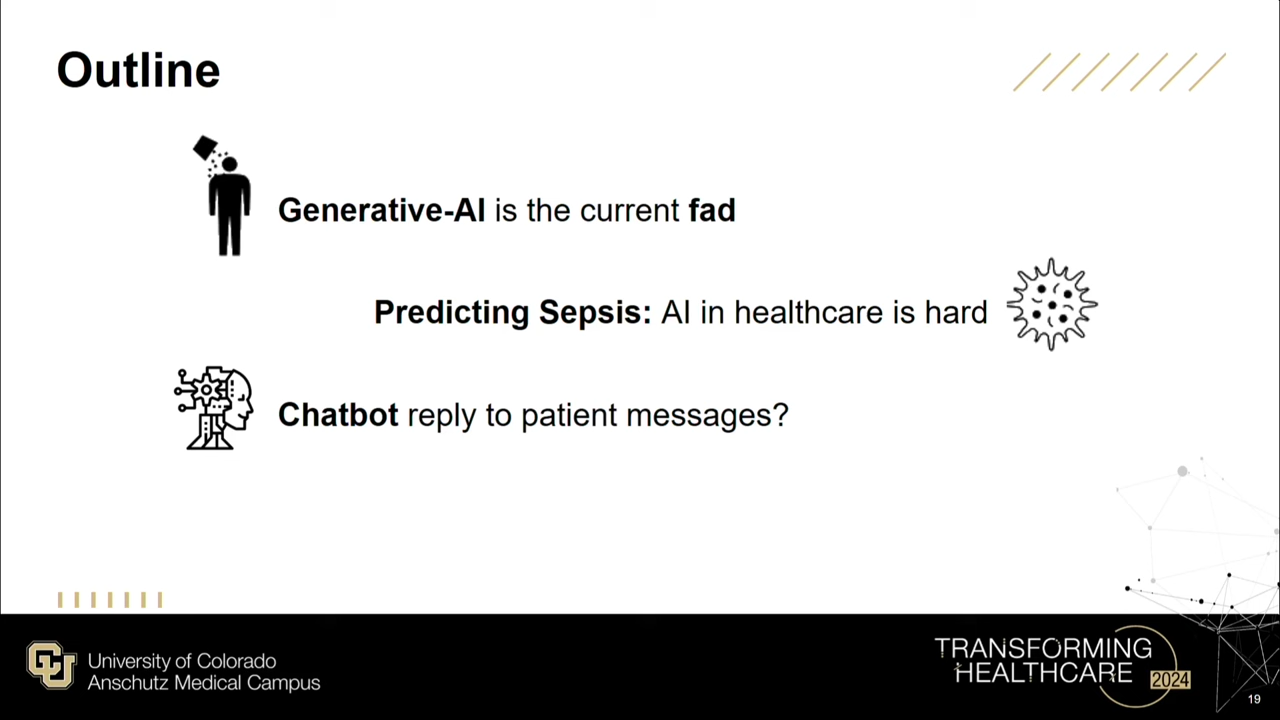 Outline
Generative-AI is the current fad
Predicting Sepsis: AI in healthcare is hard
Chatbot reply to patient messages?
CU
University of Colorado
Anschutz Medical Campus
TRANSFORMING
HEALTHCARE
2024
19